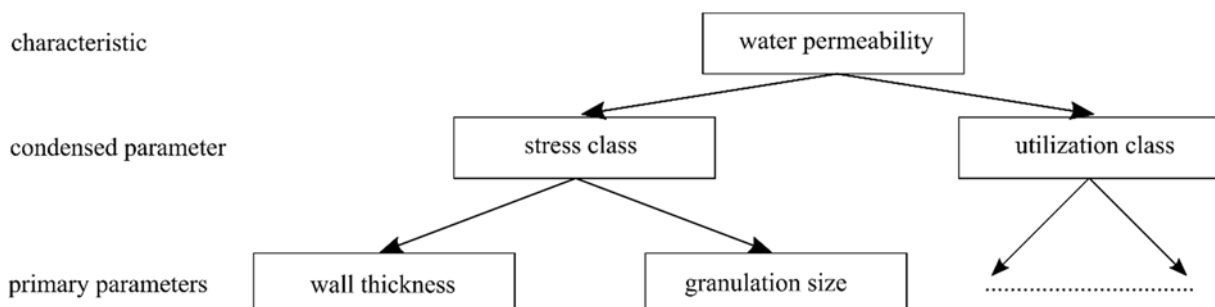 characteristic
water permeability
condensed parameter
stress class
utilization class
primary parameters
wall thickness
granulation size